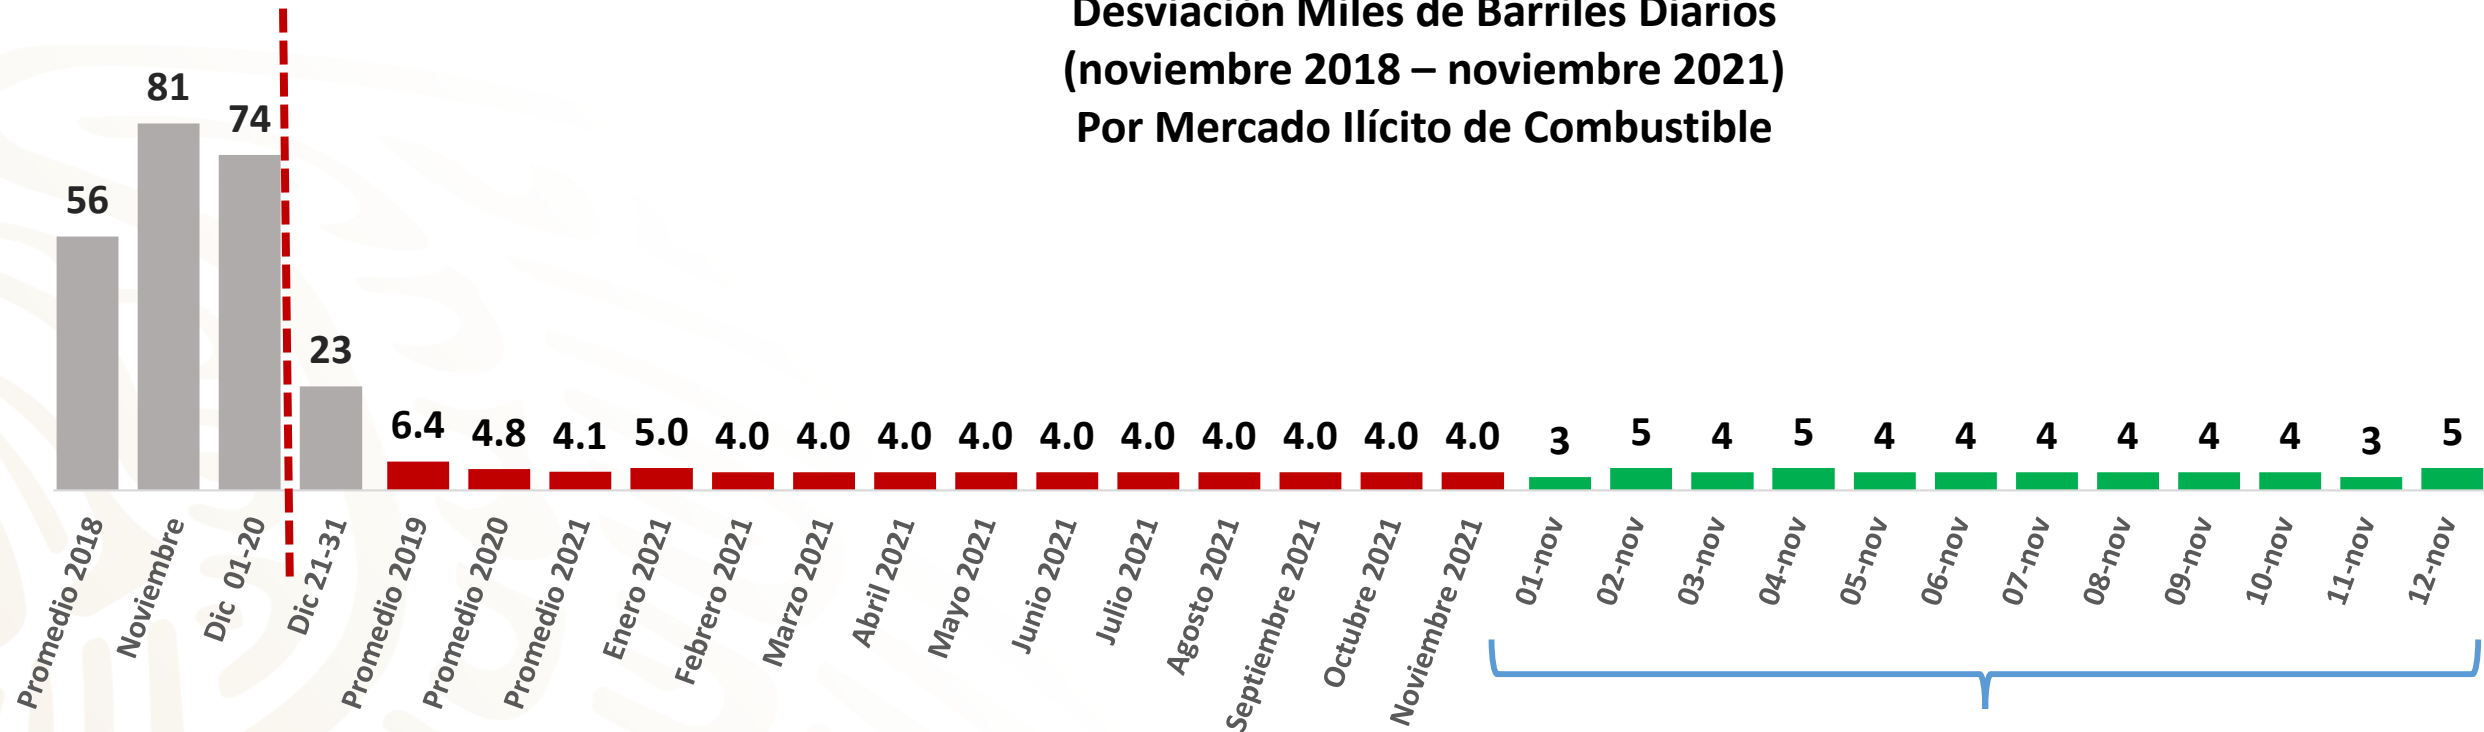 Desviación Miles de Barriles Diarios
(noviembre 2018 – noviembre 2021)
Por Mercado Ilícito de Combustible
56
81
74
23
6.4
4.8
4.1
5.0
4.0
4.0
4.0
4.0
4.0
4.0
4.0
4.0
4.0
4.0
3
5
4
5
4
4
4
4
4
4
3
5
Promedio 2018
Noviembre
Dic 01-20
Dic 21-31
Promedio 2019
Promedio 2020
Promedio 2021
Enero 2021
Febrero 2021
Marzo 2021
Abril 2021
Mayo 2021
Junio 2021
Julio 2021
Agosto 2021
Septiembre 2021
Octubre 2021
Noviembre 2021
01-nov
02-nov
03-nov
04-nov
05-nov
06-nov
07-nov
08-nov
09-nov
10-nov
11-nov
12-nov